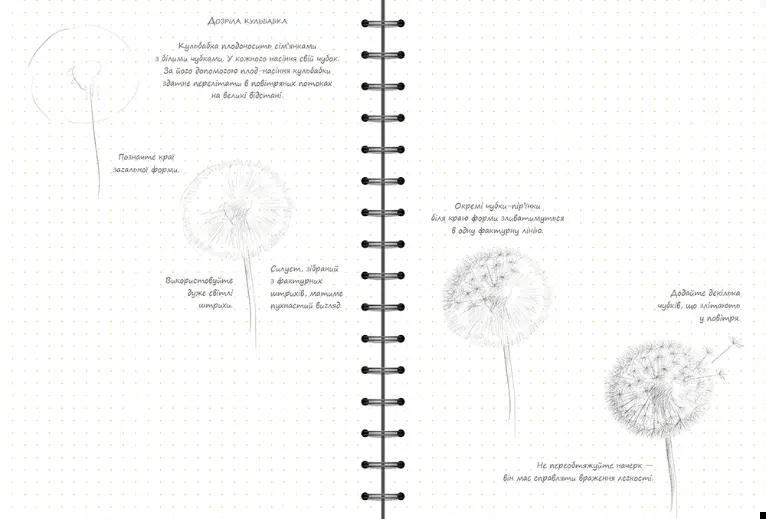 Дозріла кульбабка
Кульбабка плодоносить сім'янками
з білими чубками. У кожного насіння свій чубок.
За його допомогою плод-насіння кульбабки
здатне перелітати в повітряних потоках
на великі відстані.
Позначте краї
загальної форми.
Використовуйте
дуже світлі
штрихи.
Силует, зібраний
з фактурних
штрихів, матиме
пухнастий вигляд.
Окремі чубки-пір'їнки
біля краю форми зливатимуться
в одну фактурну лінію.
Додайте декілька
чубків, що злітають
у повітря.
Не переобтяжуйте начерк —
він має справляти враження легкості.